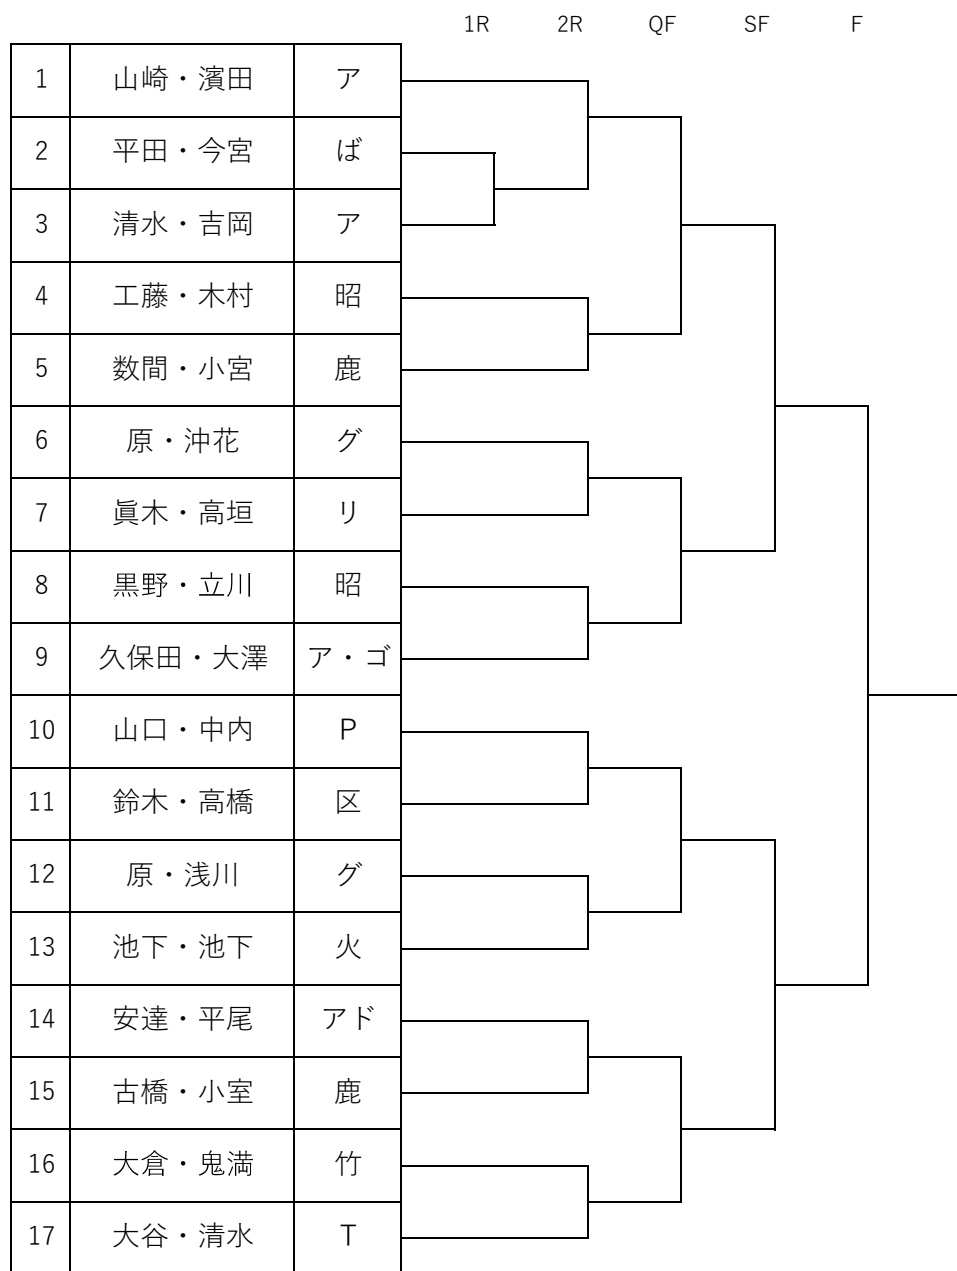 1R 2R QF SF F
1 山崎・濱田 ア
2 平田・今宮 ば
3 清水・吉岡 ア
4 工藤・木村 昭
5 数間・小宮 鹿
6 原・沖花 グ
7 眞木・高垣 リ
8 黒野・立川 昭
9 久保田・大澤 ア・ゴ
10 山口・中内 P
11 鈴木・高橋 区
12 原・浅川 グ
13 池下・池下 火
14 安達・平尾 アド
15 古橋・小室 鹿
16 大倉・鬼満 竹
17 大谷・清水 T